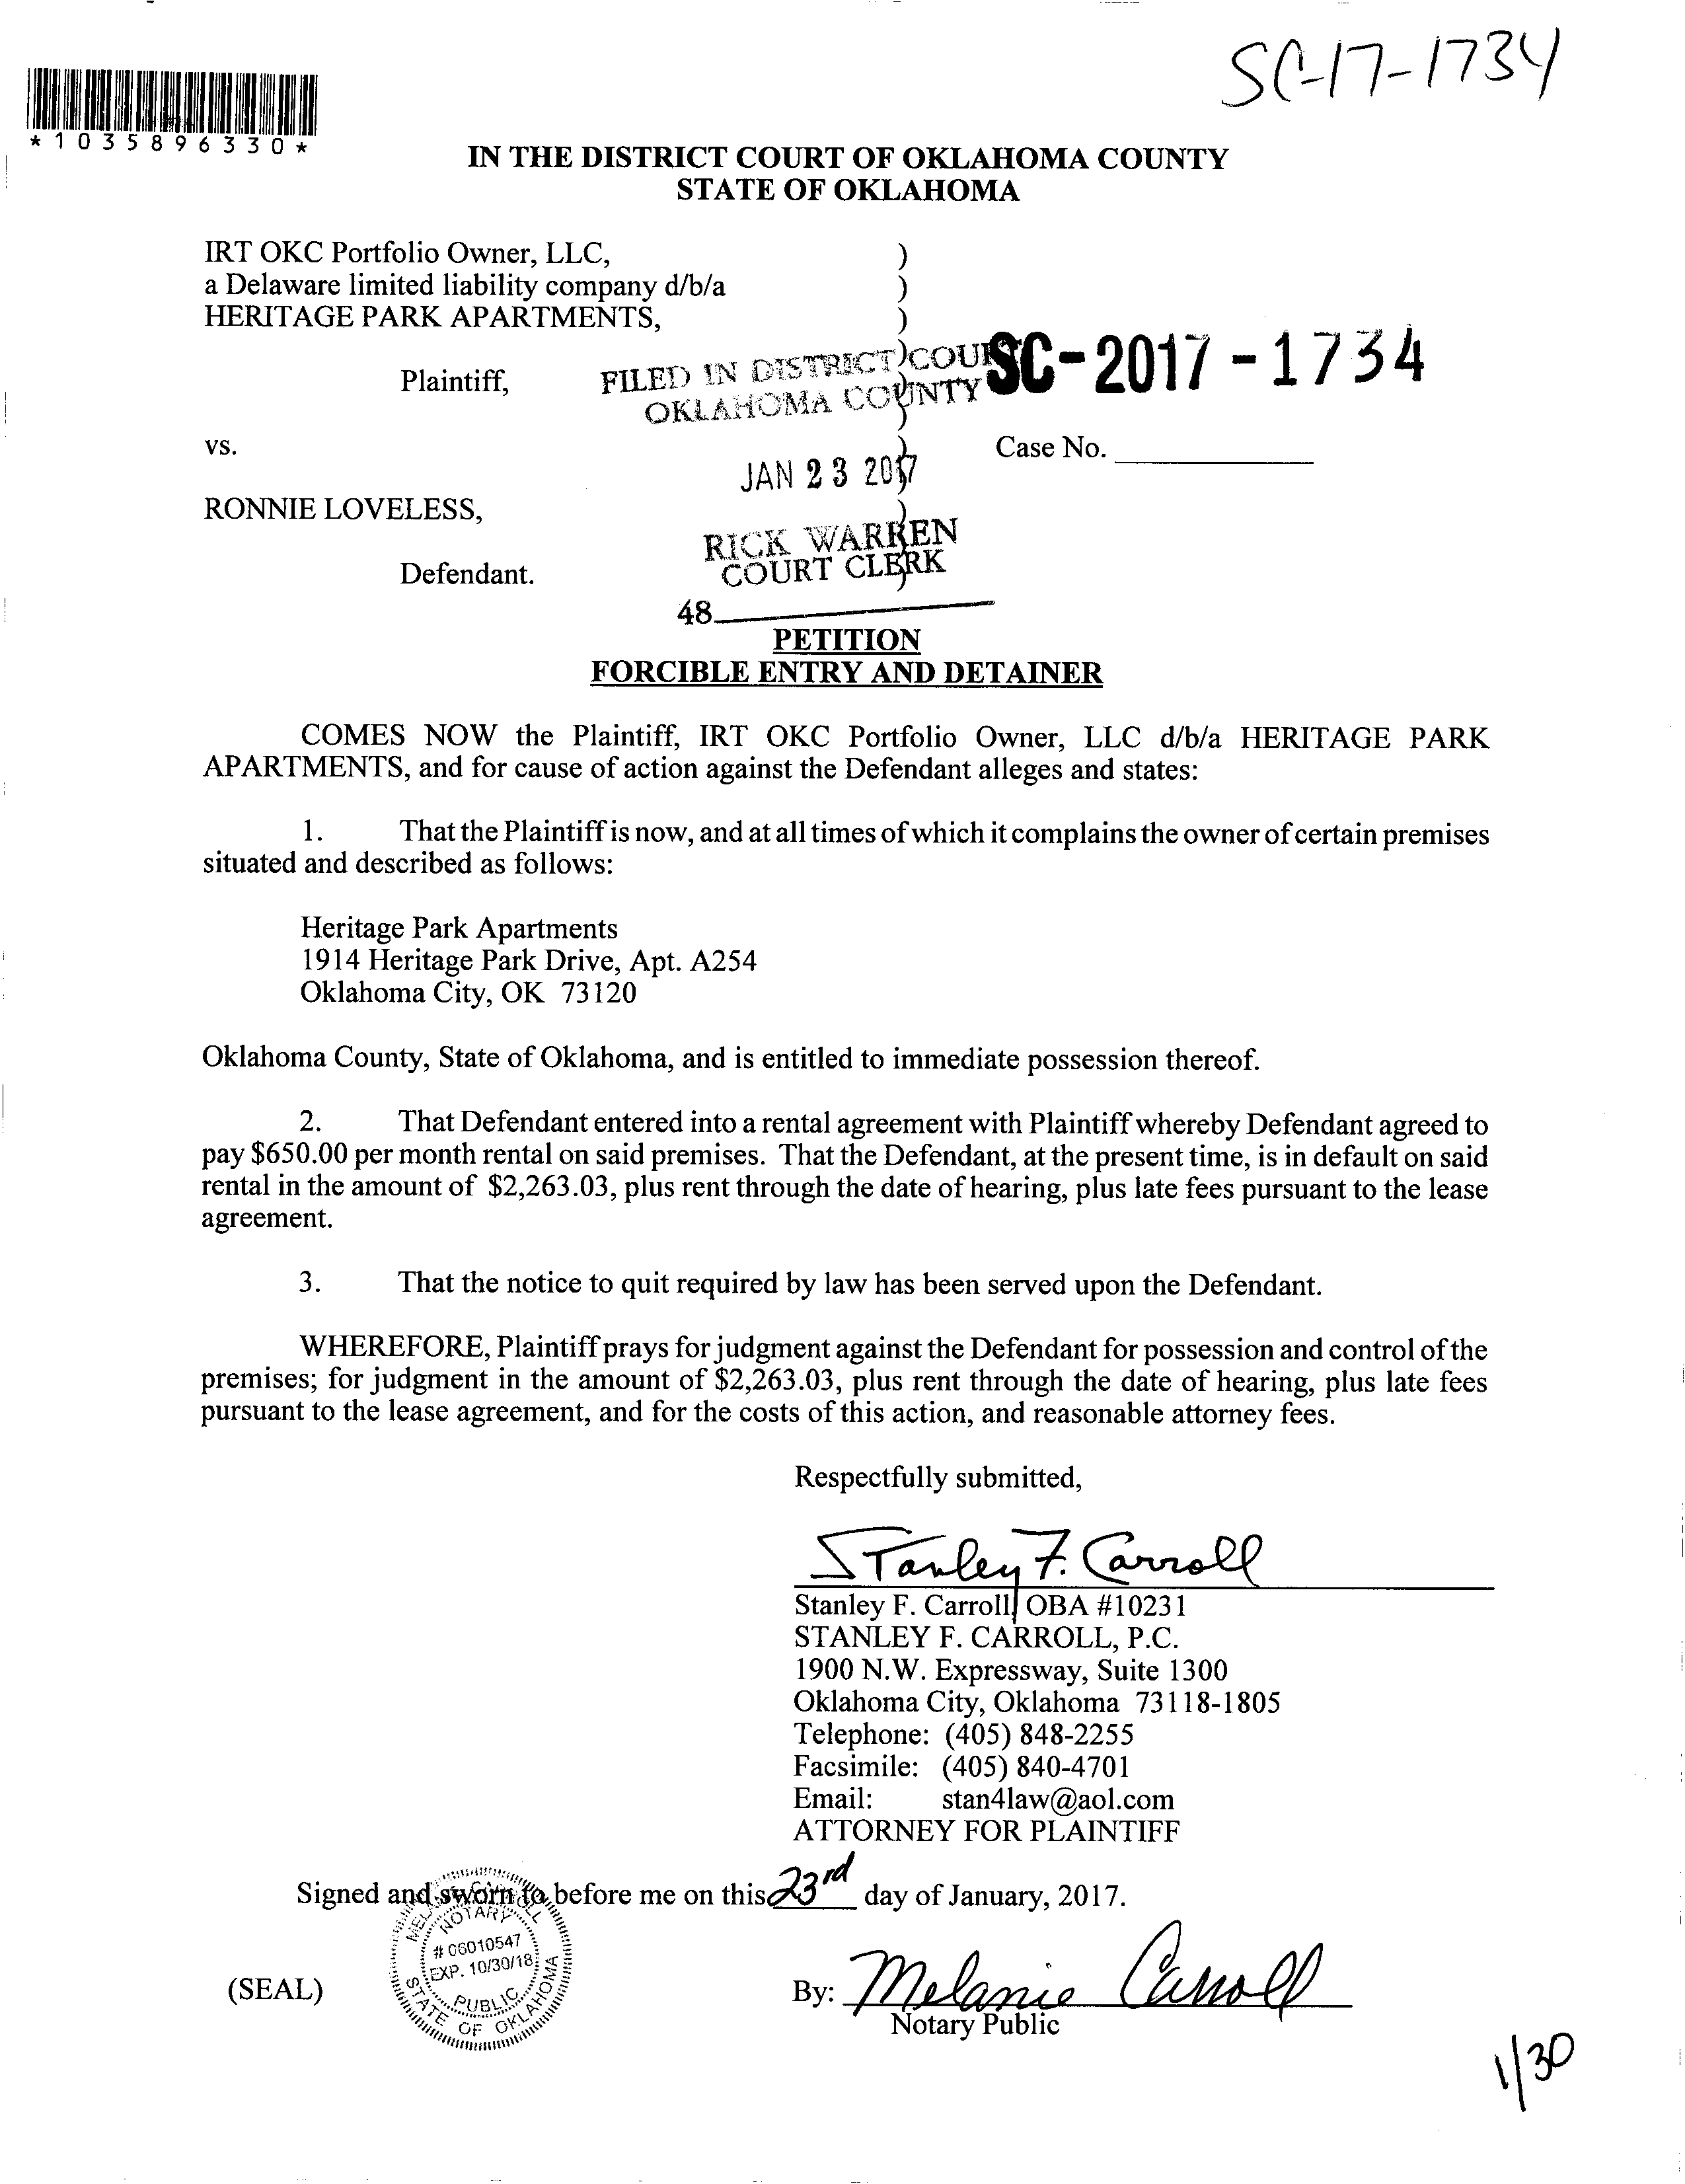 SC-17-1734
*1035896330*
IN THE DISTRICT COURT OF OKLAHOMA COUNTY
STATE OF OKLAHOMA
IRT OKC Portfolio Owner, LLC, )
a Delaware limited liability company d/b/a )
HERITAGE PARK APARTMENTS, )
FILED IN DISTRICT COURT
OKLAHOMA COUNTY
SC-2017-1734
Plaintiff, )
vs. ) Case No.
JAN 23 2017
RONNIE LOVELESS, )
RICK WARREN
COURT CLERK
Defendant. )
48
PETITION
FORCIBLE ENTRY AND DETAINER
COMES NOW the Plaintiff, IRT OKC Portfolio Owner, LLC d/b/a HERITAGE PARK
APARTMENTS, and for cause of action against the Defendant alleges and states:
1. That the Plaintiff is now, and at all times of which it complains the owner of certain premises
situated and described as follows:
Heritage Park Apartments
1914 Heritage Park Drive, Apt. A254
Oklahoma City, OK 73120
Oklahoma County, State of Oklahoma, and is entitled to immediate possession thereof.
2. That Defendant entered into a rental agreement with Plaintiff whereby Defendant agreed to
pay $650.00 per month rental on said premises. That the Defendant, at the present time, is in default on said
rental in the amount of $2,263.03, plus rent through the date of hearing, plus late fees pursuant to the lease
agreement.
3. That the notice to quit required by law has been served upon the Defendant.
WHEREFORE, Plaintiff prays for judgment against the Defendant for possession and control of the
premises; for judgment in the amount of $2,263.03, plus rent through the date of hearing, plus late fees
pursuant to the lease agreement, and for the costs of this action, and reasonable attorney fees.
Respectfully submitted,
Stanley F. Carroll
Stanley F. Carroll, OBA #10231
STANLEY F. CARROLL, P.C.
1900 N.W. Expressway, Suite 1300
Oklahoma City, Oklahoma 73118-1805
Telephone: (405) 848-2255
Facsimile: (405) 840-4701
Email: stan4law@aol.com
ATTORNEY FOR PLAINTIFF
Signed and sworn to before me on this 23rd day of January, 2017.
NOTARY
# 06010547
EXP. 10/30/18
PUBLIC
STATE OF OKLAHOMA
(SEAL)
By: Melanie Carroll
Notary Public
1/30